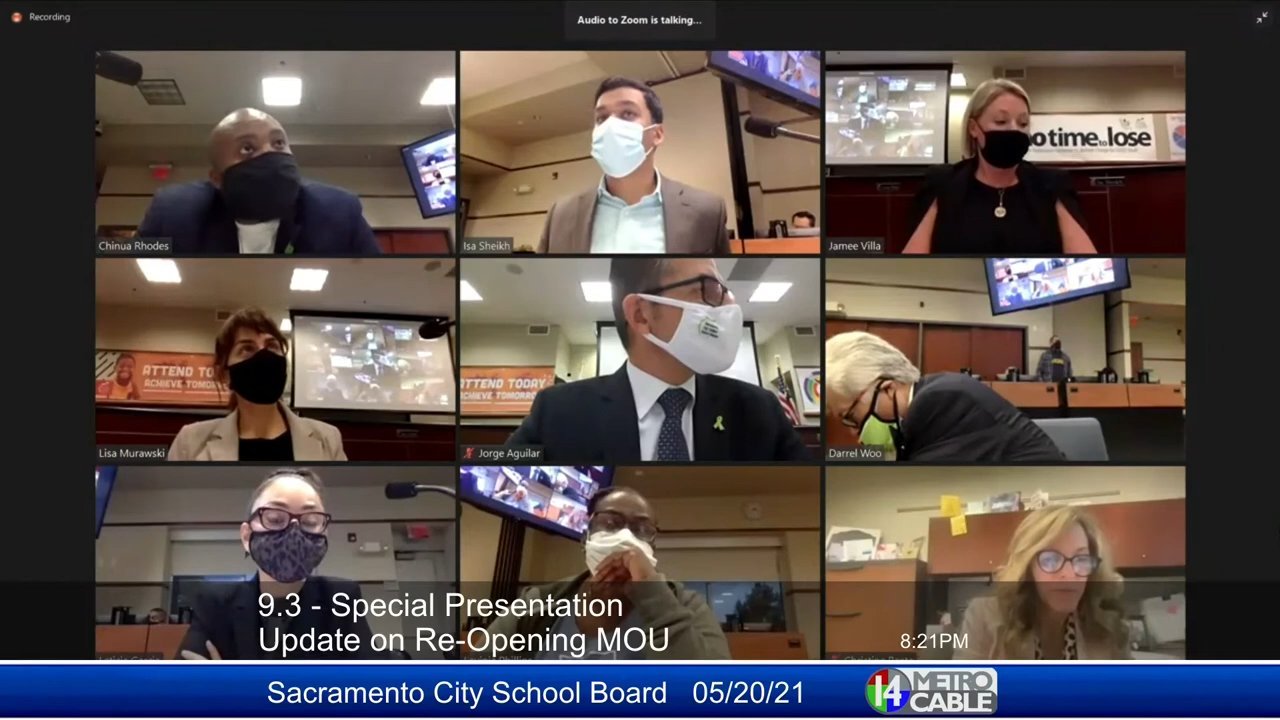 Recording
Audio to Zoom is talking...
Chinua Rhodes
Isa Sheikh
no time to lose
Jamee Villa
ATTEND TO
ACHIEVE TOMOR
Lisa Murawski
ATTEND TODAY
ACHIEVE TOMORRO
Jorge Aguilar
Darrel Woo
9.3 - Special Presentation
Update on Re-Opening MOU
8:21PM
Sacramento City School Board 05/20/21
14 METRO
CABLE